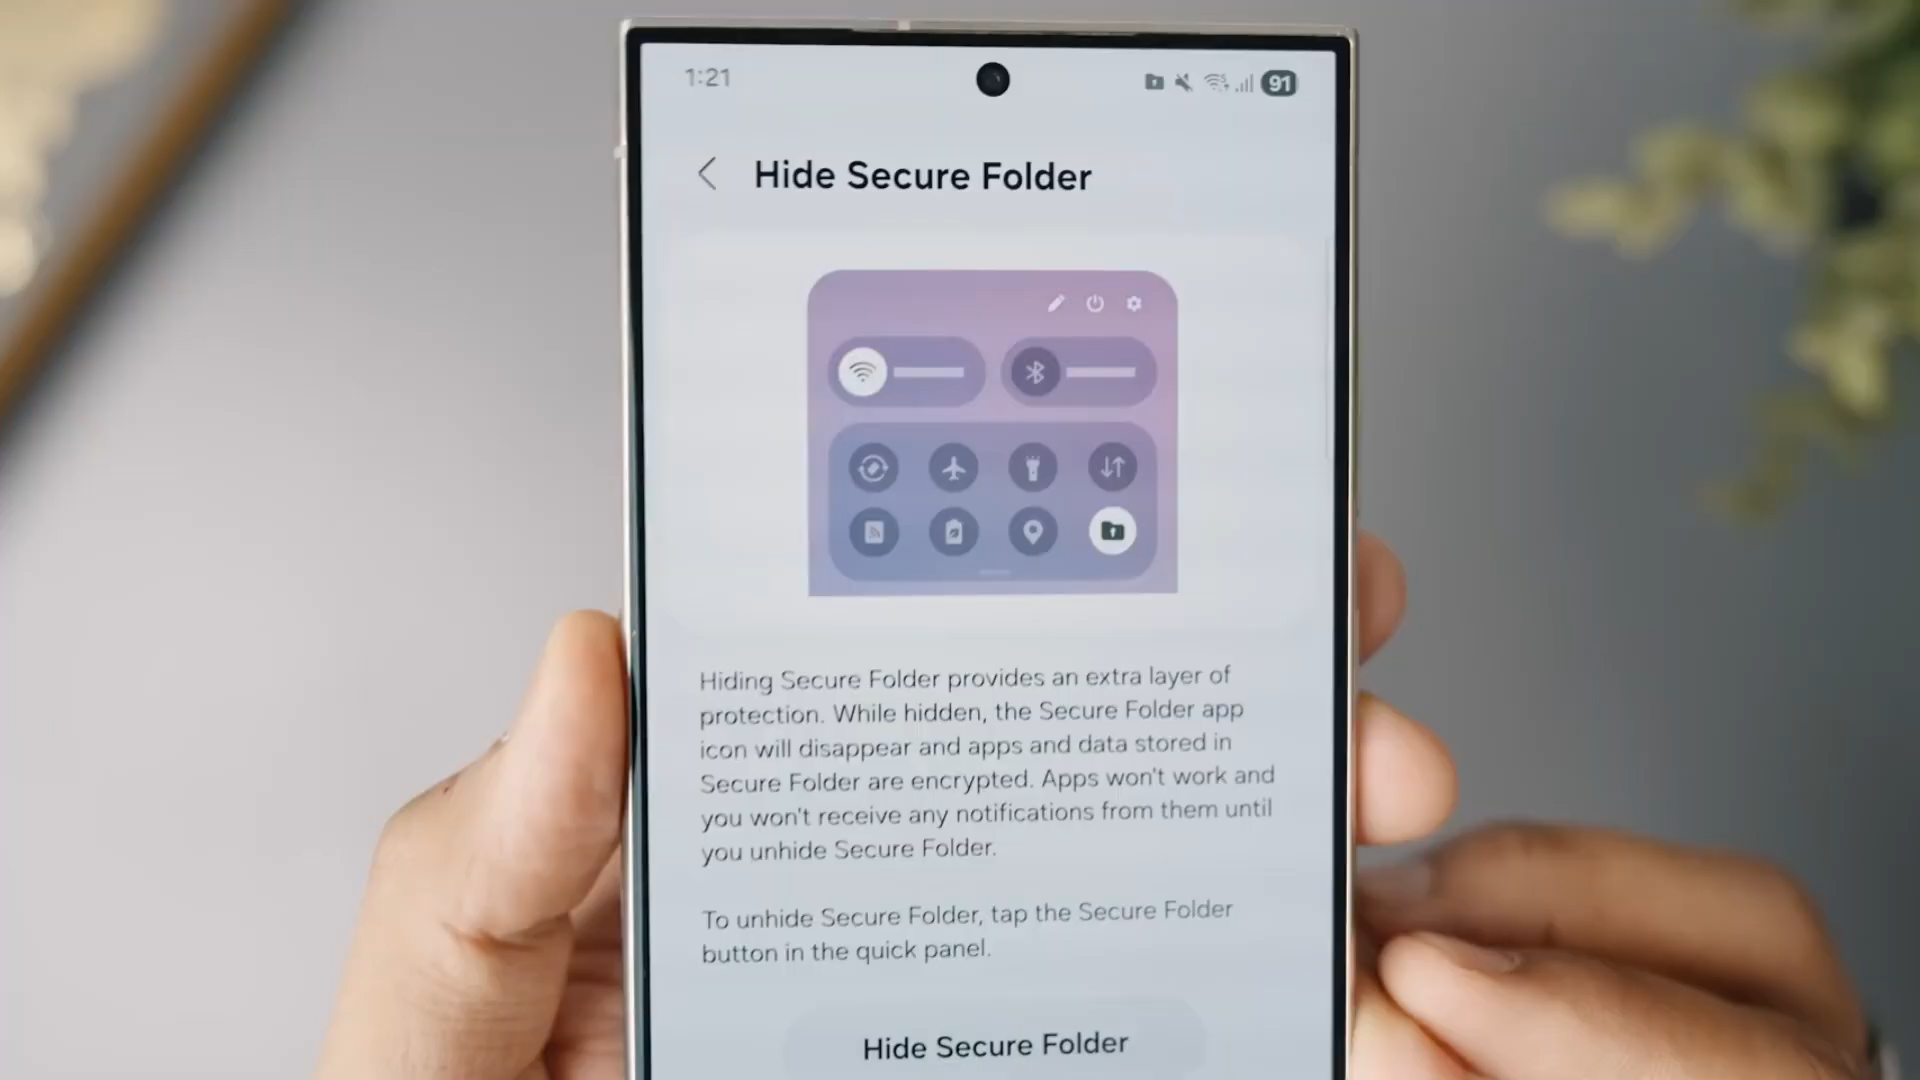 1:21
91
Hide Secure Folder
Hiding Secure Folder provides an extra layer of
protection. While hidden, the Secure Folder app
icon will disappear and apps and data stored in
Secure Folder are encrypted. Apps won't work and
you won't receive any notifications from them until
you unhide Secure Folder.
To unhide Secure Folder, tap the Secure Folder
button in the quick panel.
Hide Secure Folder